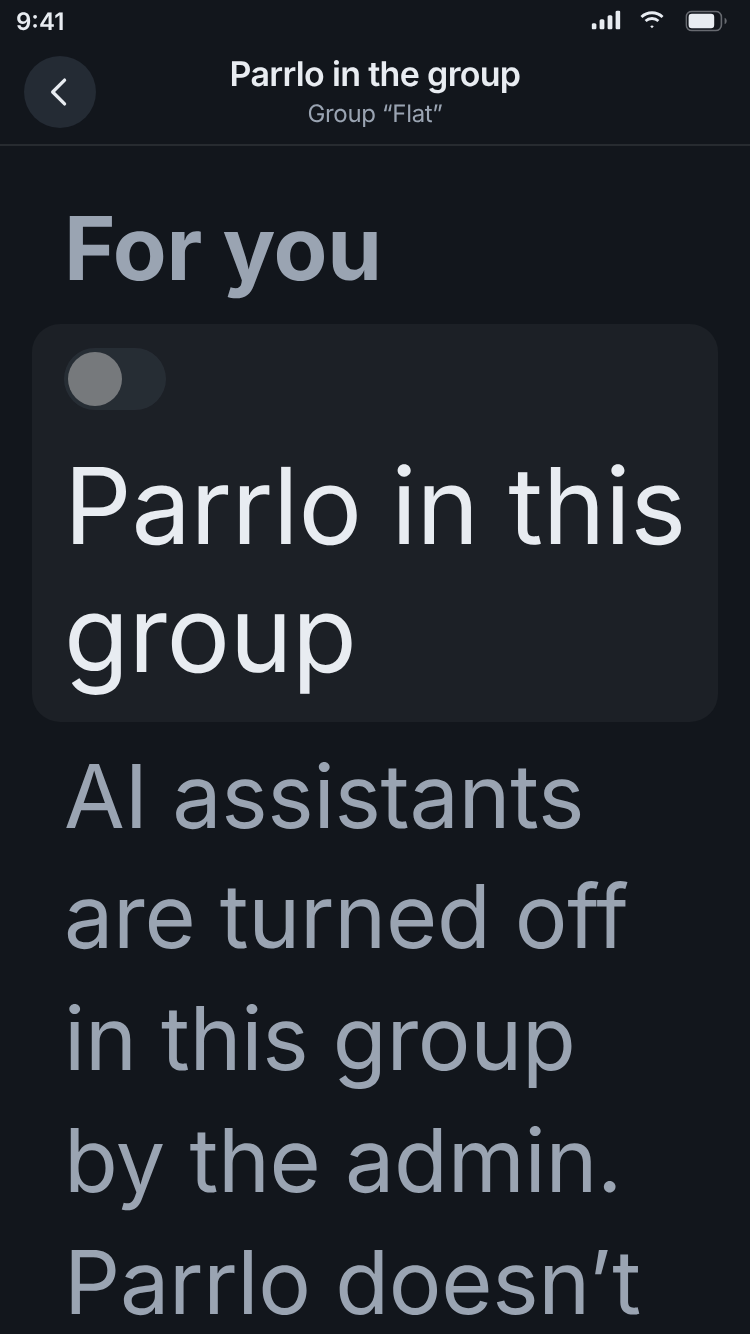 9:41
Parrlo in the group
Group “Flat”
For you
Parrlo in this
group
AI assistants
are turned off
in this group
by the admin.
Parrlo doesn’t